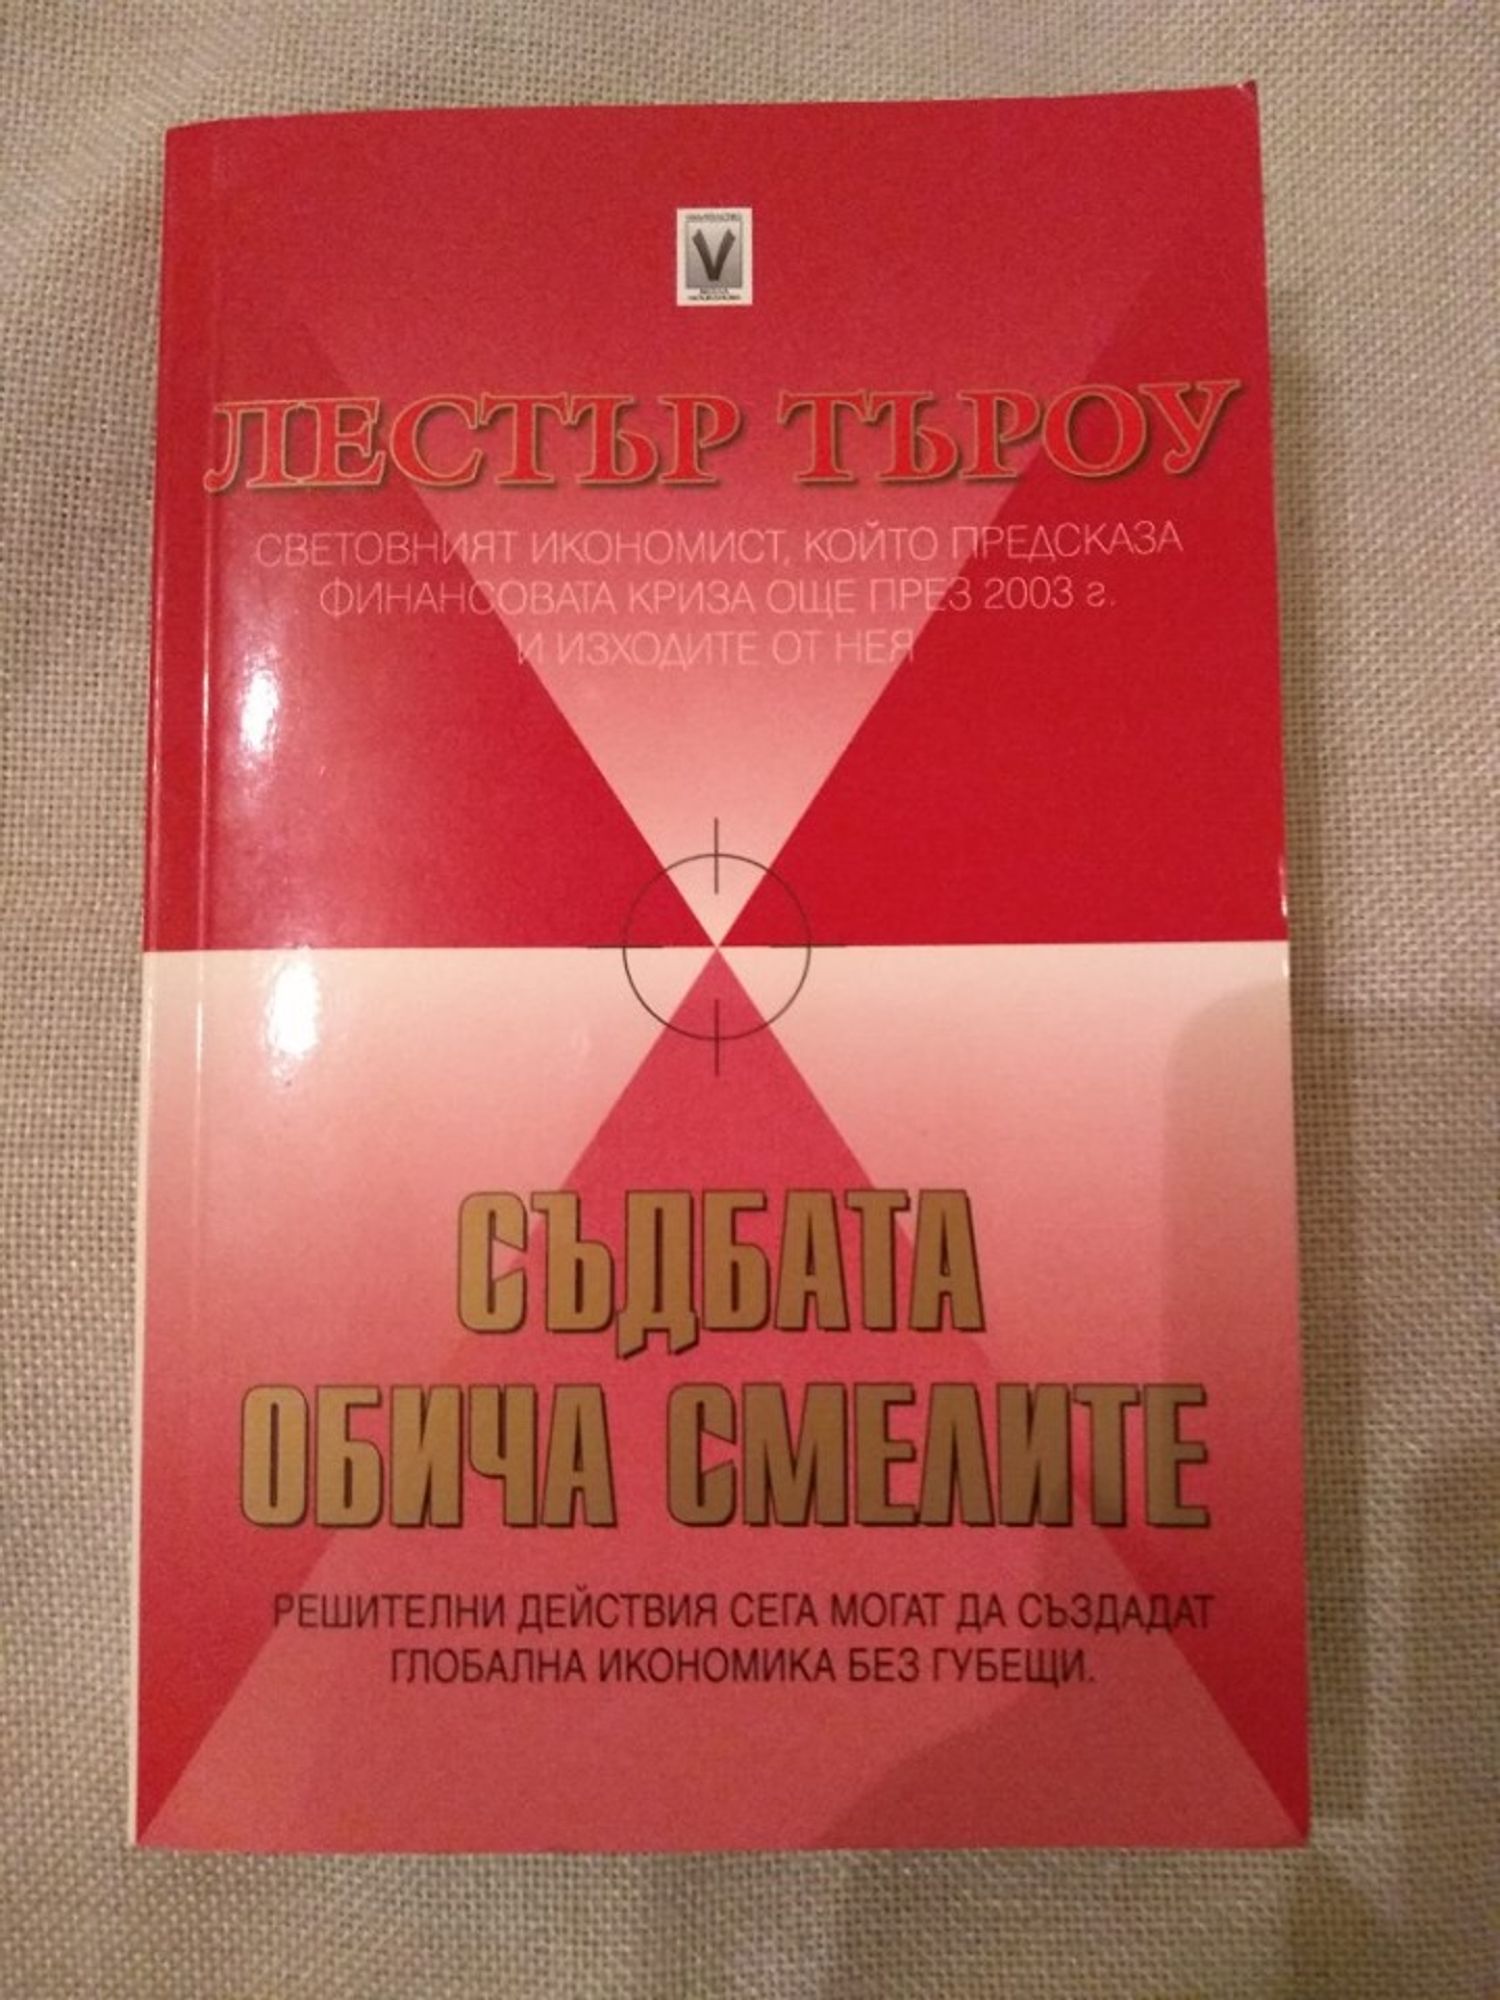 V
ЛЕСТЪР ТЪРОУ
СВЕТОВНИЯТ ИКОНОМИСТ, КОЙТО ПРЕДСКАЗА
ФИНАНСОВАТА КРИЗА ОЩЕ ПРЕЗ 2003 г.
И ИЗХОДИТЕ ОТ НЕЯ
СЪДБАТА
ОБИЧА СМЕЛИТЕ
РЕШИТЕЛНИ ДЕЙСТВИЯ СЕГА МОГАТ ДА СЪЗДАДАТ
ГЛОБАЛНА ИКОНОМИКА БЕЗ ГУБЕЩИ.